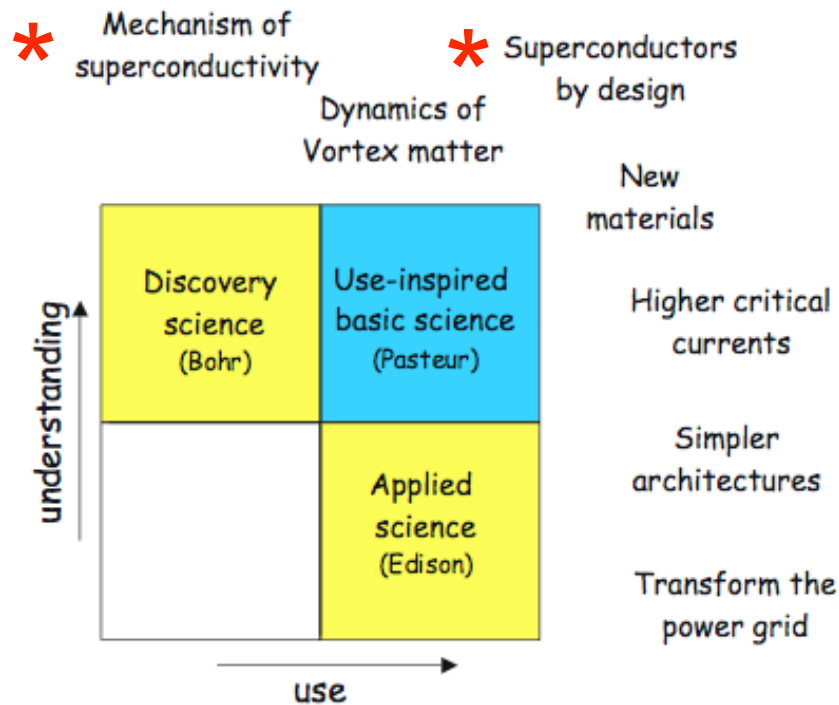 * Mechanism of
superconductivity
* Superconductors
by design
Dynamics of
Vortex matter
New
materials
Discovery
science
(Bohr)
Use-inspired
basic science
(Pasteur)
Higher critical
currents
understanding
Applied
science
(Edison)
Simpler
architectures
Transform the
power grid
use